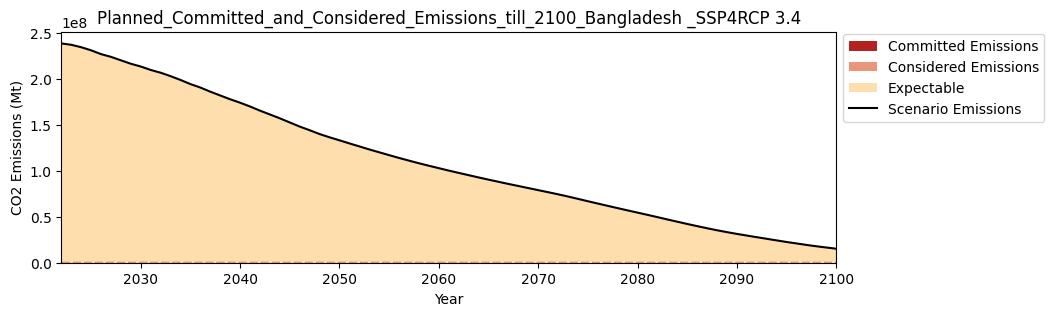 Planned_Committed_and_Considered_Emissions_till_2100_Bangladesh _SSP4RCP 3.4
1e8
2.5
2.0
1.5
1.0
0.5
0.0
CO2 Emissions (Mt)
2030 2040 2050 2060 2070 2080 2090 2100
Year
Committed Emissions
Considered Emissions
Expectable
Scenario Emissions